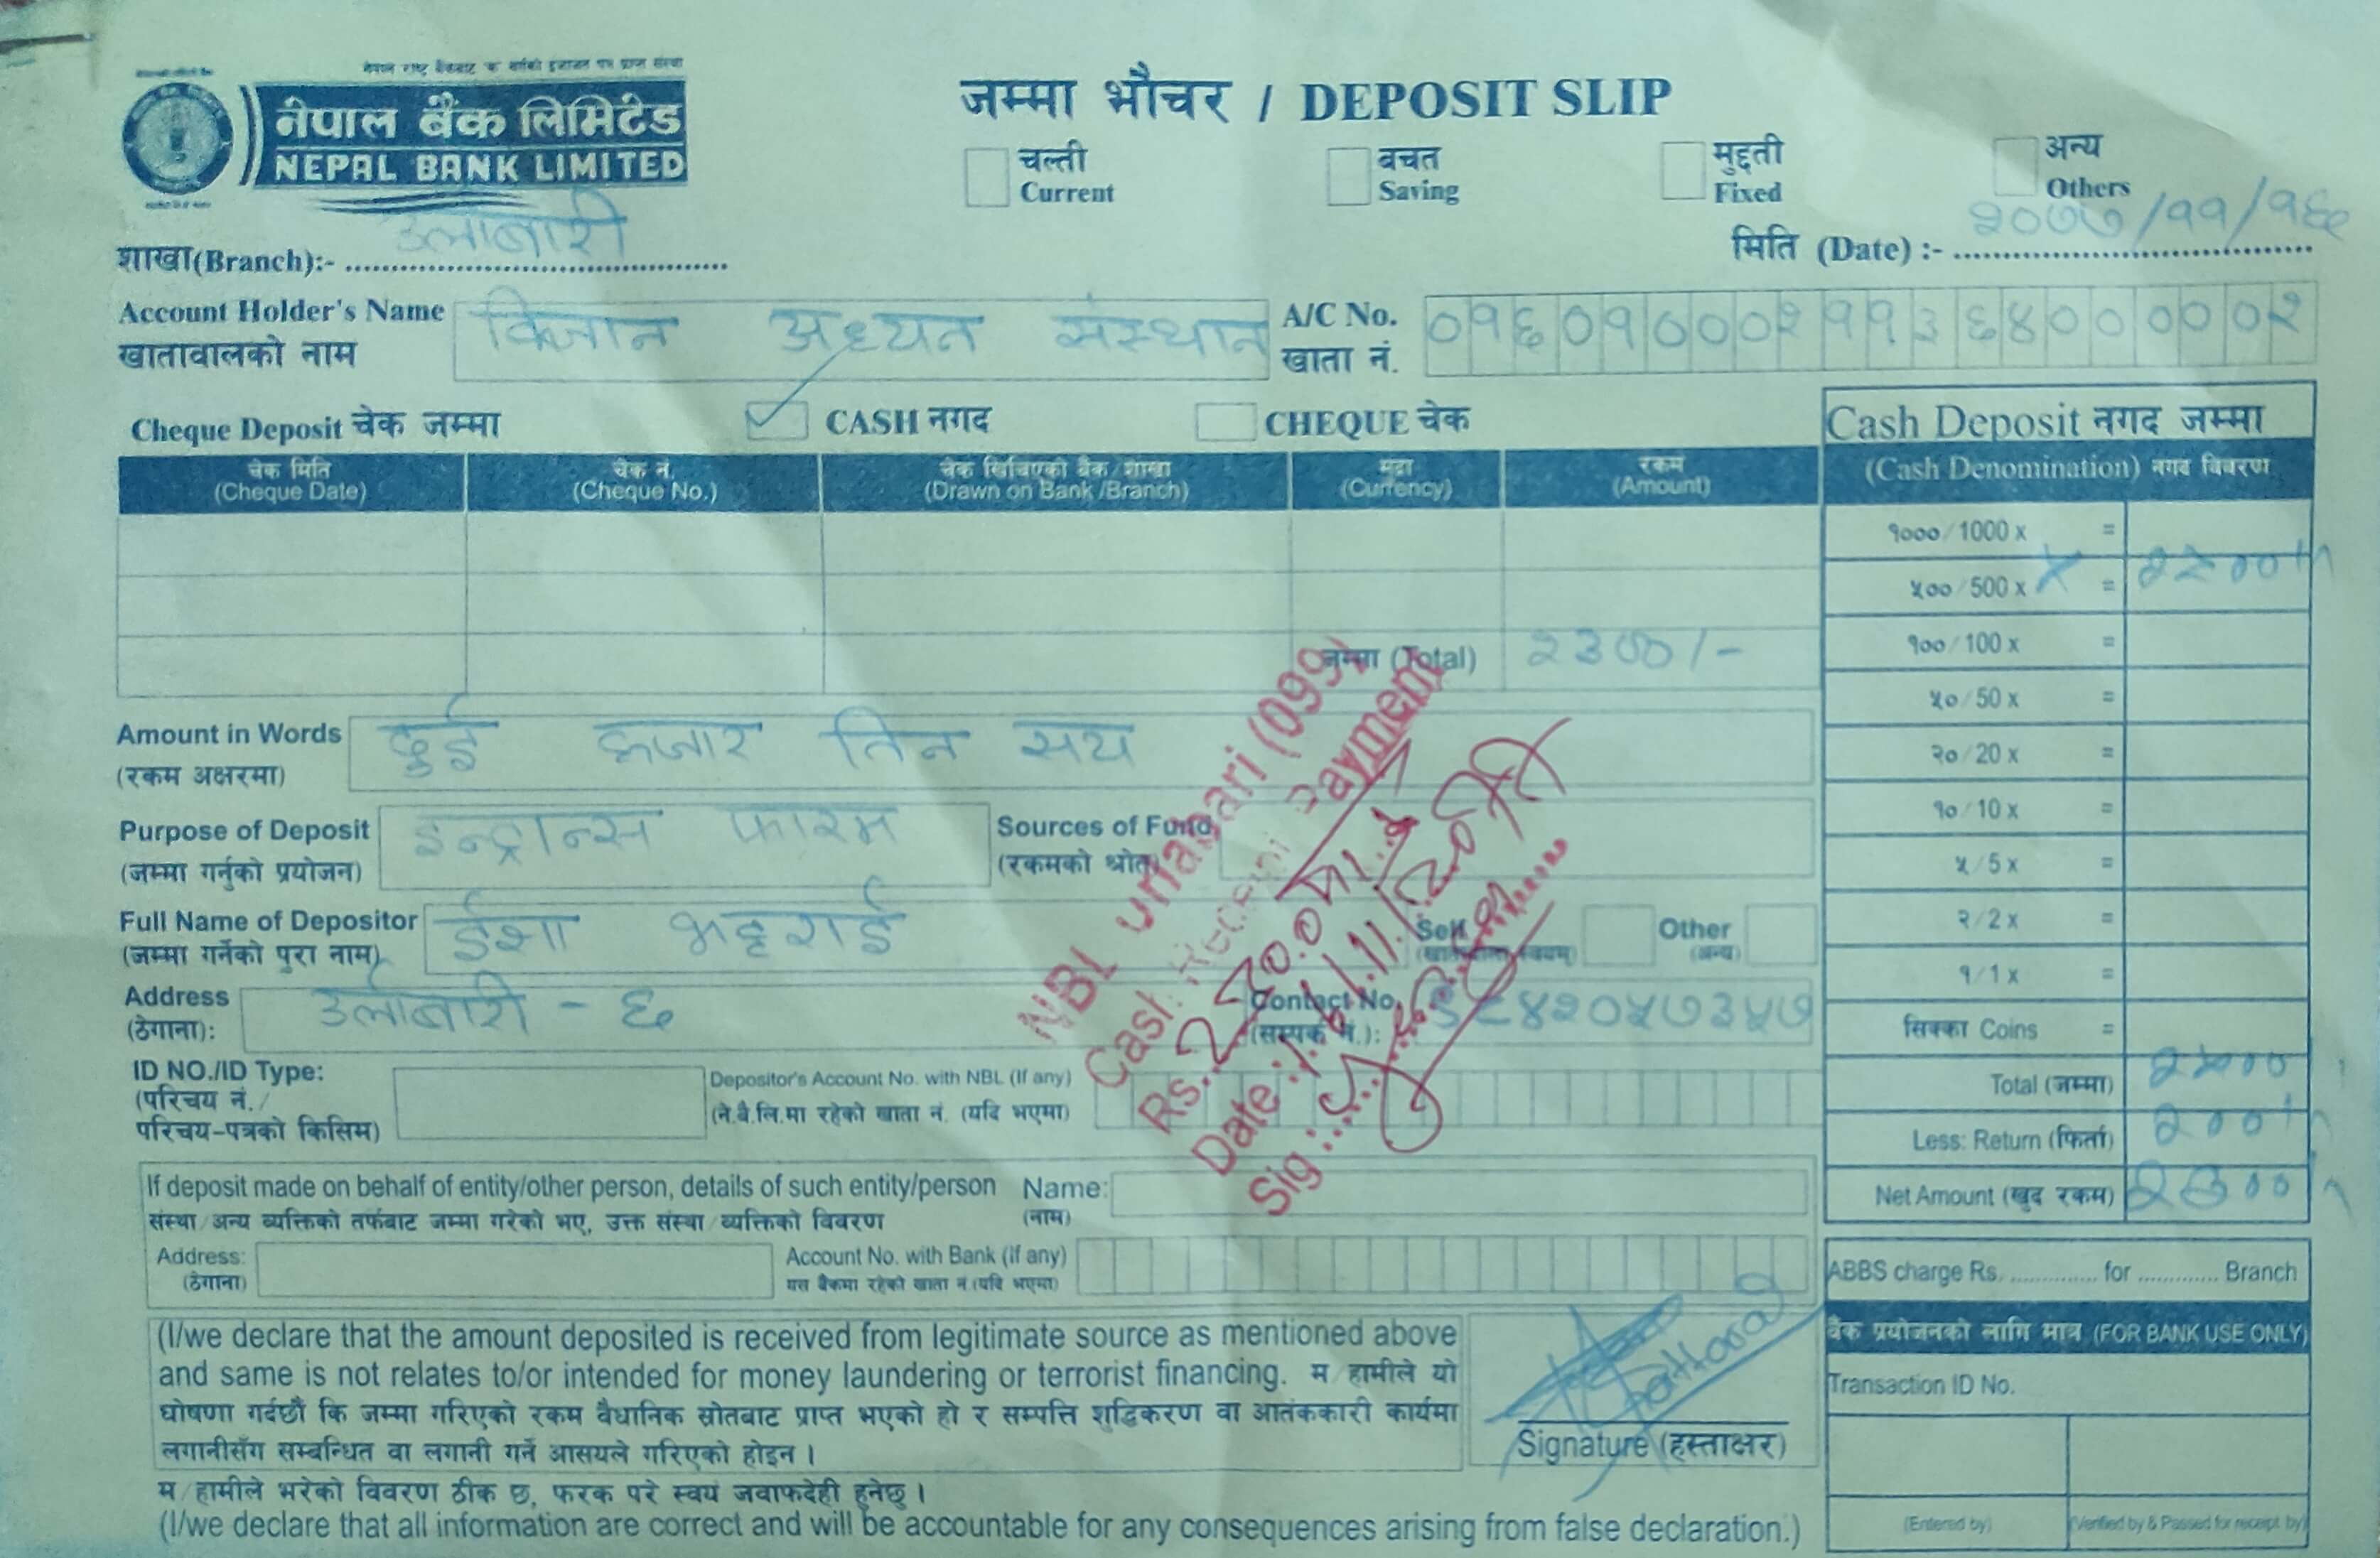 नेपाल राष्ट्र बैंकबाट "क" वर्गको इजाजत पत्र प्राप्त संस्था
नेपाल बैंक लिमिटेड
NEPAL BANK LIMITED
जम्मा भौचर / DEPOSIT SLIP
चल्ती
Current
बचत
Saving
मुद्दती
Fixed
अन्य
Others
शाखा(Branch):- उर्लाबारी
मिति (Date) :- २०७७/११/१६
Account Holder's Name
खातावालको नाम
अध्ययन संस्थान
A/C No.
खाता नं.
०१६०१०००२११३६४०००००२
Cheque Deposit चेक जम्मा
CASH नगद
CHEQUE चेक
चेक मिति
(Cheque Date)
चेक नं.
(Cheque No.)
चेक खिचिएको बैंक/शाखा
(Drawn on Bank /Branch)
मुद्रा
(Currency)
रकम
(Amount)
जम्मा (Total) २३००/-
Amount in Words
(रकम अक्षरमा)
दुई हजार तिन सय
Purpose of Deposit
(जम्मा गर्नुको प्रयोजन)
इन्ट्रान्स फारम
Sources of Fund
(रकमको श्रोत)
Full Name of Depositor
(जम्मा गर्नेको पुरा नाम)
ईशा भट्टराई
Self
Other
(अन्य)
Address
(ठेगाना):
उर्लाबारी - ६
Contact No.
(सम्पर्क नं.):
९८४२०५७३५७
ID NO./ID Type:
(परिचय नं./
परिचय-पत्रको किसिम)
Depositor's Account No. with NBL (If any)
(ने.बै.लि.मा रहेको खाता नं. (यदि भएमा)
If deposit made on behalf of entity/other person, details of such entity/person
संस्था/अन्य व्यक्तिको तर्फबाट जम्मा गरेको भए, उक्त संस्था/व्यक्तिको विवरण
Name:
(नाम)
Address:
(ठेगाना)
Account No. with Bank (if any)
यस बैंकमा रहेको खाता नं.(यदि भएमा)
(I/we declare that the amount deposited is received from legitimate source as mentioned above
and same is not relates to/or intended for money laundering or terrorist financing. म/हामीले यो
घोषणा गर्दछौं कि जम्मा गरिएको रकम वैधानिक स्रोतबाट प्राप्त भएको हो र सम्पत्ति शुद्धिकरण वा आतंककारी कार्यमा
लगानीसँग सम्बन्धित वा लगानी गर्ने आसयले गरिएको होइन ।
Signature (हस्ताक्षर)
म/हामीले भरेको विवरण ठीक छ, फरक परे स्वयं जवाफदेही हुनेछु ।
(I/we declare that all information are correct and will be accountable for any consequences arising from false declaration.)
Cash Deposit नगद जम्मा
(Cash Denomination) नगद विवरण
१०००/1000 x =
५००/500 x ५ = २५००/-
१००/100 x =
५०/50 x =
२०/20 x =
१०/10 x =
५/5 x =
२/2 x =
१/1 x =
सिक्का Coins =
Total (जम्मा) २५००/-
Less: Return (फिर्ता) २००/-
Net Amount (खुद रकम) २३००/-
ABBS charge Rs. .............. for ............. Branch
बैंक प्रयोजनको लागि मात्र (FOR BANK USE ONLY)
Transaction ID No.
(Entered by)
(Verified by & Passed for receipt by)
NBL Urlabari (099)
Cash Receipt Payment
Rs.
Date :
Sig :